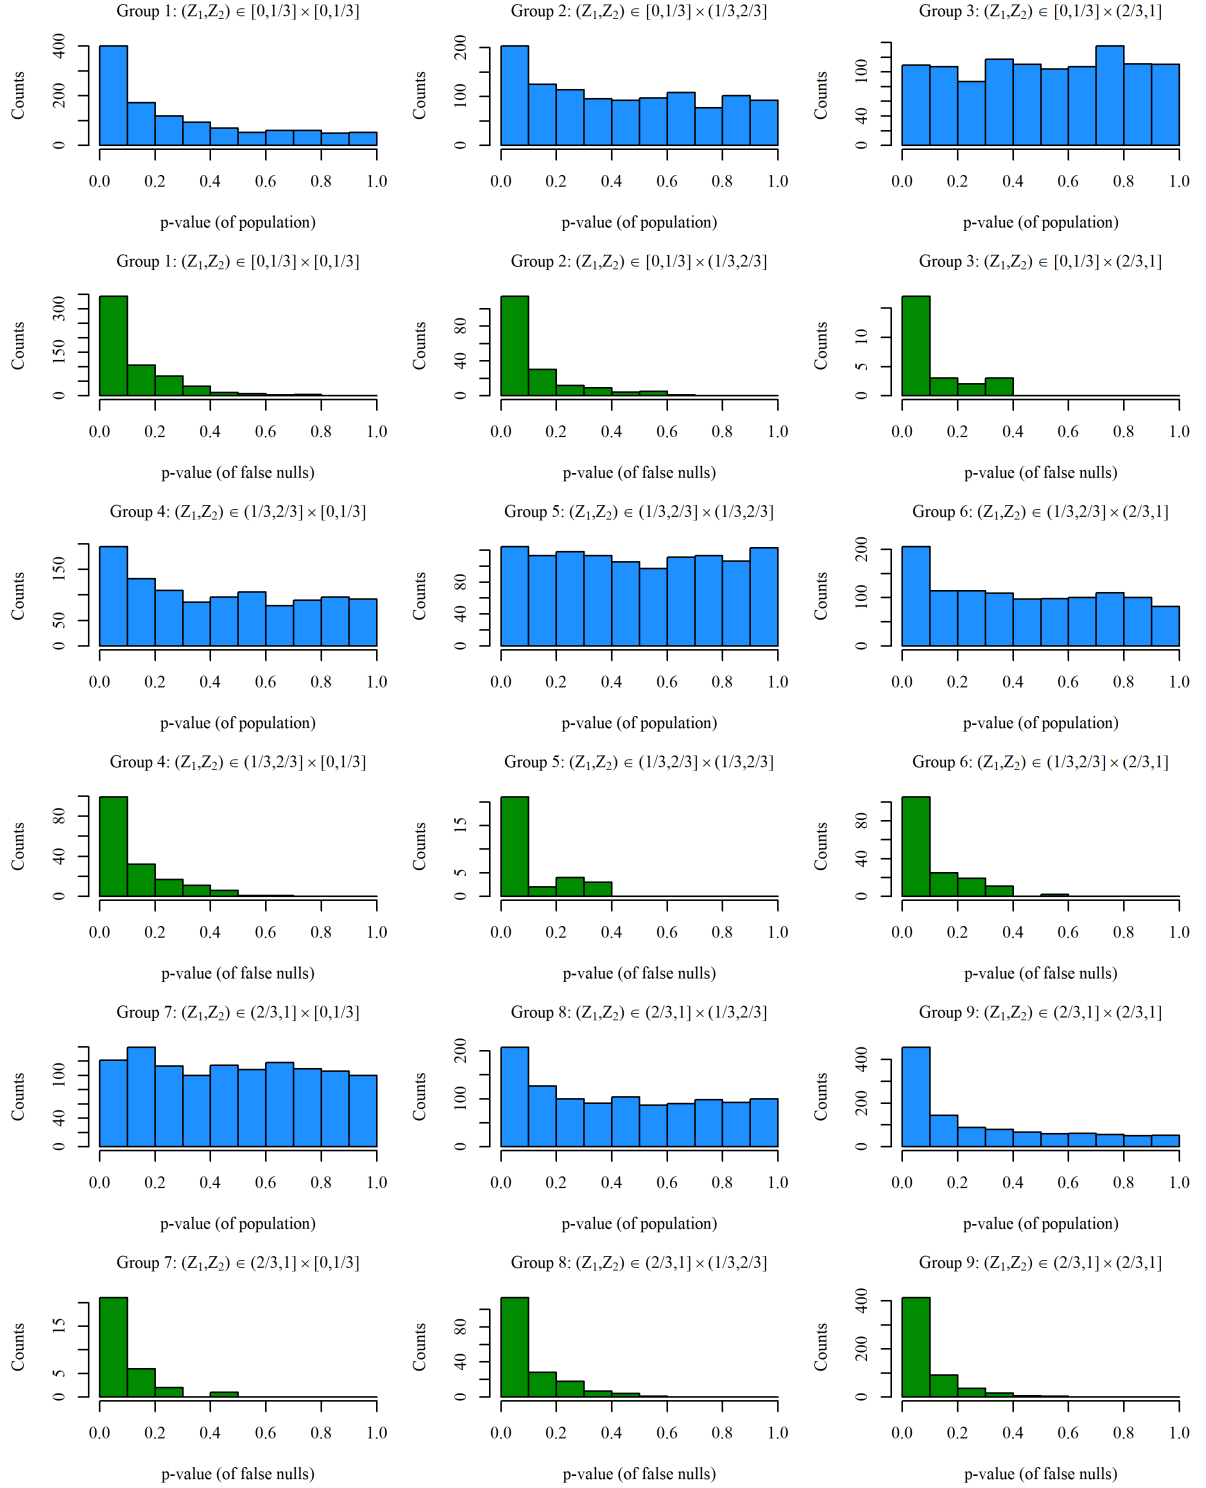 Group 1: (Z₁,Z₂) ∈ [0,1/3] × [0,1/3]
Counts
0 200 400
0.0 0.2 0.4 0.6 0.8 1.0
p-value (of population)
Group 2: (Z₁,Z₂) ∈ [0,1/3] × (1/3,2/3]
Counts
0 100 200
0.0 0.2 0.4 0.6 0.8 1.0
p-value (of population)
Group 3: (Z₁,Z₂) ∈ [0,1/3] × (2/3,1]
Counts
0 40 100
0.0 0.2 0.4 0.6 0.8 1.0
p-value (of population)
Group 1: (Z₁,Z₂) ∈ [0,1/3] × [0,1/3]
Counts
0 150 300
0.0 0.2 0.4 0.6 0.8 1.0
p-value (of false nulls)
Group 2: (Z₁,Z₂) ∈ [0,1/3] × (1/3,2/3]
Counts
0 40 80
0.0 0.2 0.4 0.6 0.8 1.0
p-value (of false nulls)
Group 3: (Z₁,Z₂) ∈ [0,1/3] × (2/3,1]
Counts
0 5 10
0.0 0.2 0.4 0.6 0.8 1.0
p-value (of false nulls)
Group 4: (Z₁,Z₂) ∈ (1/3,2/3] × [0,1/3]
Counts
0 50 150
0.0 0.2 0.4 0.6 0.8 1.0
p-value (of population)
Group 5: (Z₁,Z₂) ∈ (1/3,2/3] × (1/3,2/3]
Counts
0 40 80
0.0 0.2 0.4 0.6 0.8 1.0
p-value (of population)
Group 6: (Z₁,Z₂) ∈ (1/3,2/3] × (2/3,1]
Counts
0 100 200
0.0 0.2 0.4 0.6 0.8 1.0
p-value (of population)
Group 4: (Z₁,Z₂) ∈ (1/3,2/3] × [0,1/3]
Counts
0 40 80
0.0 0.2 0.4 0.6 0.8 1.0
p-value (of false nulls)
Group 5: (Z₁,Z₂) ∈ (1/3,2/3] × (1/3,2/3]
Counts
0 5 15
0.0 0.2 0.4 0.6 0.8 1.0
p-value (of false nulls)
Group 6: (Z₁,Z₂) ∈ (1/3,2/3] × (2/3,1]
Counts
0 40 80
0.0 0.2 0.4 0.6 0.8 1.0
p-value (of false nulls)
Group 7: (Z₁,Z₂) ∈ (2/3,1] × [0,1/3]
Counts
0 40 100
0.0 0.2 0.4 0.6 0.8 1.0
p-value (of population)
Group 8: (Z₁,Z₂) ∈ (2/3,1] × (1/3,2/3]
Counts
0 100 200
0.0 0.2 0.4 0.6 0.8 1.0
p-value (of population)
Group 9: (Z₁,Z₂) ∈ (2/3,1] × (2/3,1]
Counts
0 200 400
0.0 0.2 0.4 0.6 0.8 1.0
p-value (of population)
Group 7: (Z₁,Z₂) ∈ (2/3,1] × [0,1/3]
Counts
0 5 15
0.0 0.2 0.4 0.6 0.8 1.0
p-value (of false nulls)
Group 8: (Z₁,Z₂) ∈ (2/3,1] × (1/3,2/3]
Counts
0 40 80
0.0 0.2 0.4 0.6 0.8 1.0
p-value (of false nulls)
Group 9: (Z₁,Z₂) ∈ (2/3,1] × (2/3,1]
Counts
0 200 400
0.0 0.2 0.4 0.6 0.8 1.0
p-value (of false nulls)